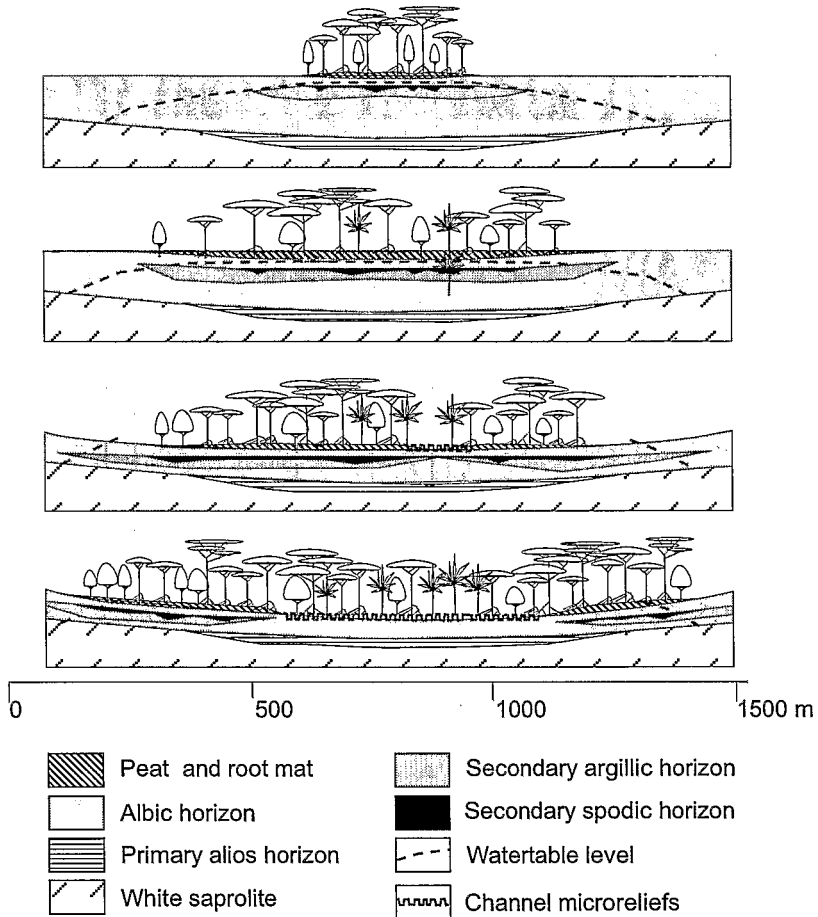 0 500 1000 1500 m
Peat and root mat
Albic horizon
Primary alios horizon
White saprolite
Secondary argillic horizon
Secondary spodic horizon
Watertable level
Channel microreliefs